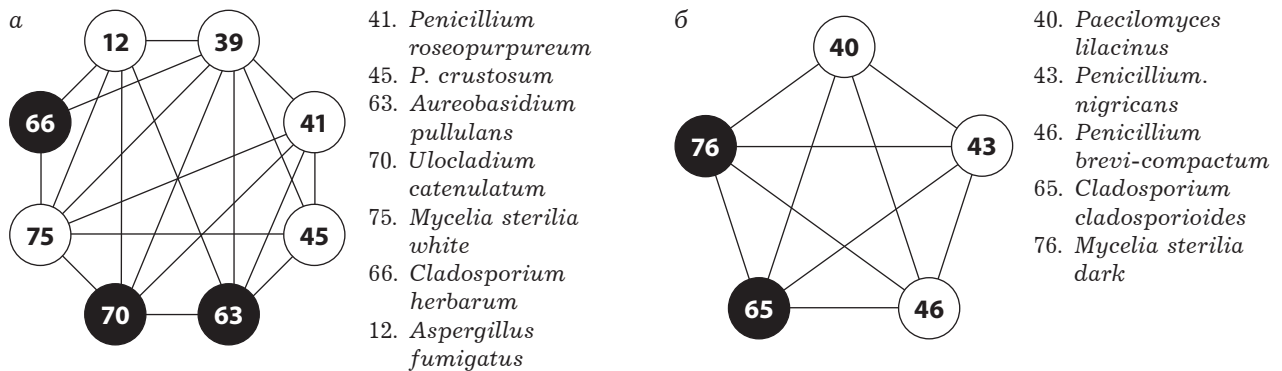 а
12
39
66
41
75
45
70
63
41. Penicillium
roseopurpureum
45. P. crustosum
63. Aureobasidium
pullulans
70. Ulocladium
catenulatum
75. Mycelia sterilia
white
66. Cladosporium
herbarum
12. Aspergillus
fumigatus
б
40
76
43
65
46
40. Paecilomyces
lilacinus
43. Penicillium.
nigricans
46. Penicillium
brevi-compactum
65. Cladosporium
cladosporioides
76. Mycelia sterilia
dark